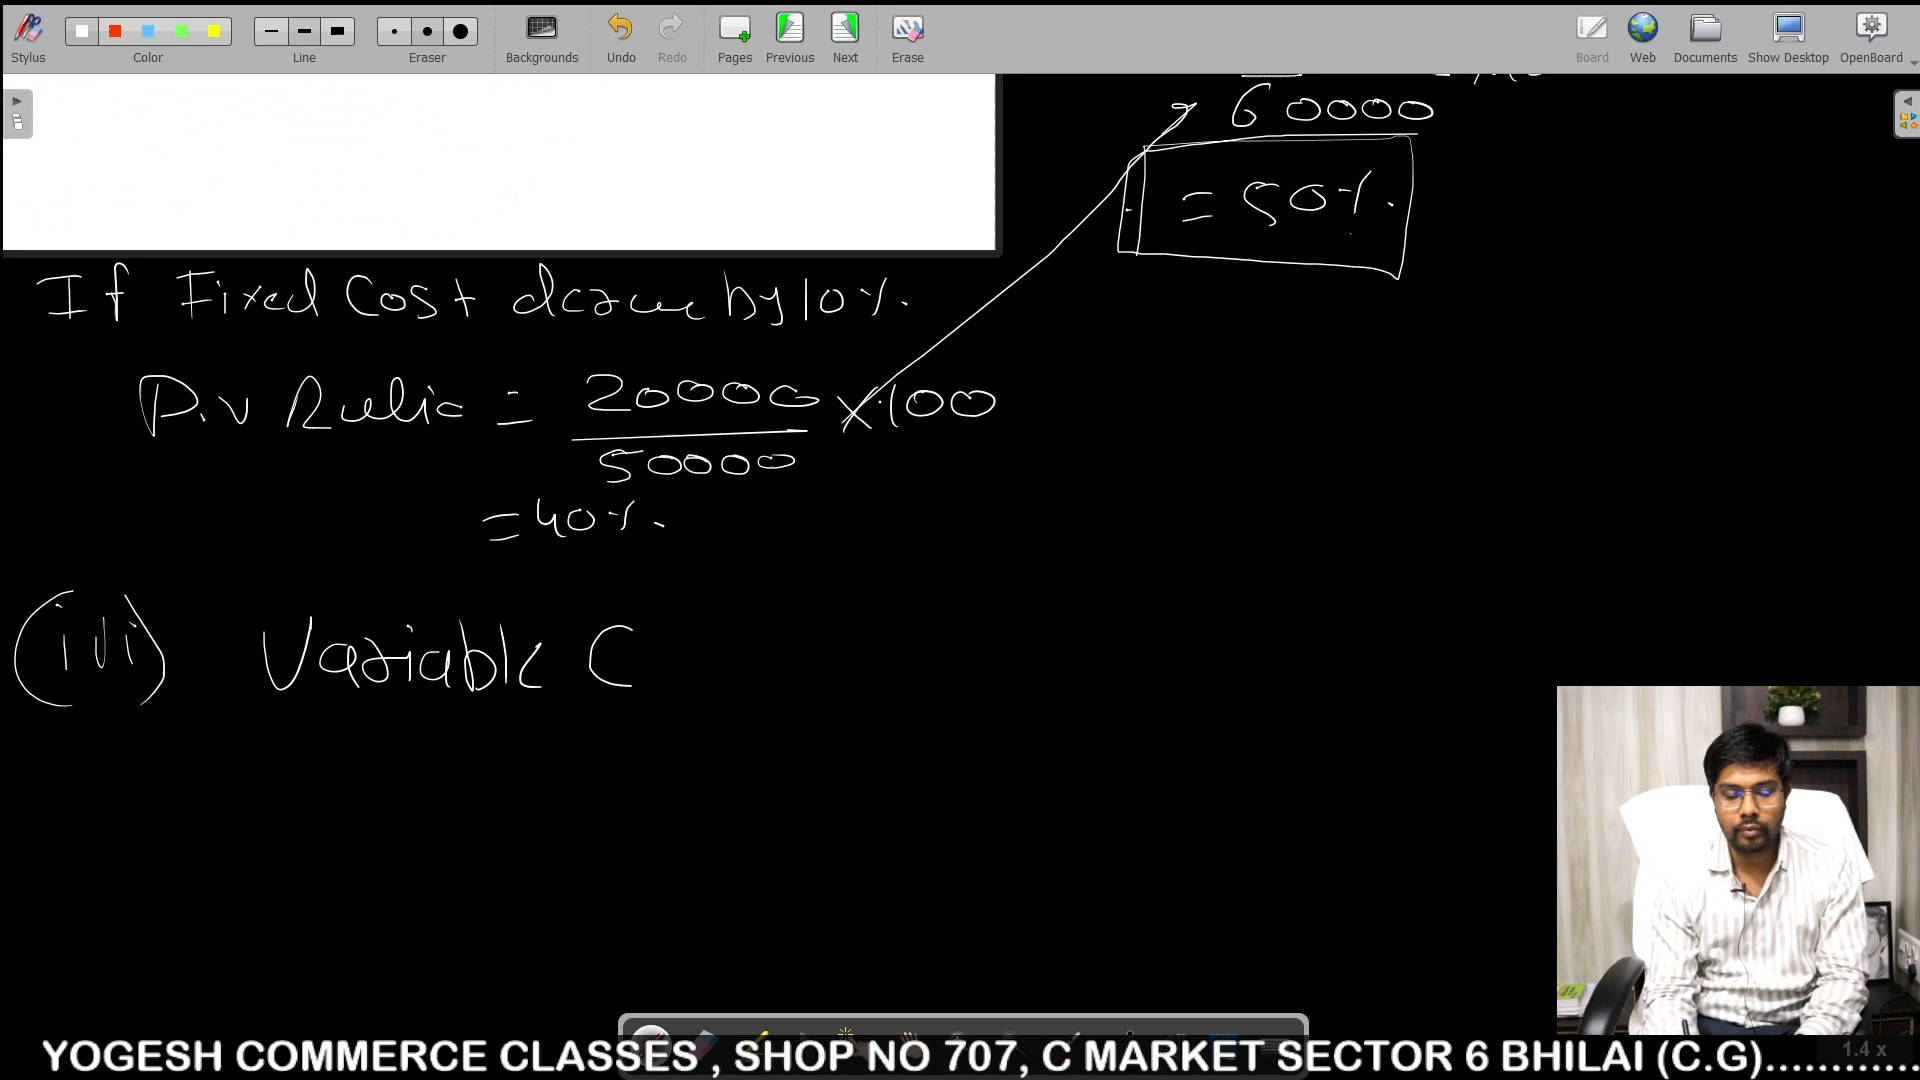 Stylus Color Line Eraser Backgrounds Undo Redo Pages Previous Next Erase Board Web Documents Show Desktop OpenBoard
60000
= 50%.
If Fixed Cost by 10%.
P.V Ratio = 20000 × 100
50000
= 40%.
Variable C
1.4 x
YOGESH COMMERCE CLASSES , SHOP NO 707, C MARKET SECTOR 6 BHILAI (C.G)............